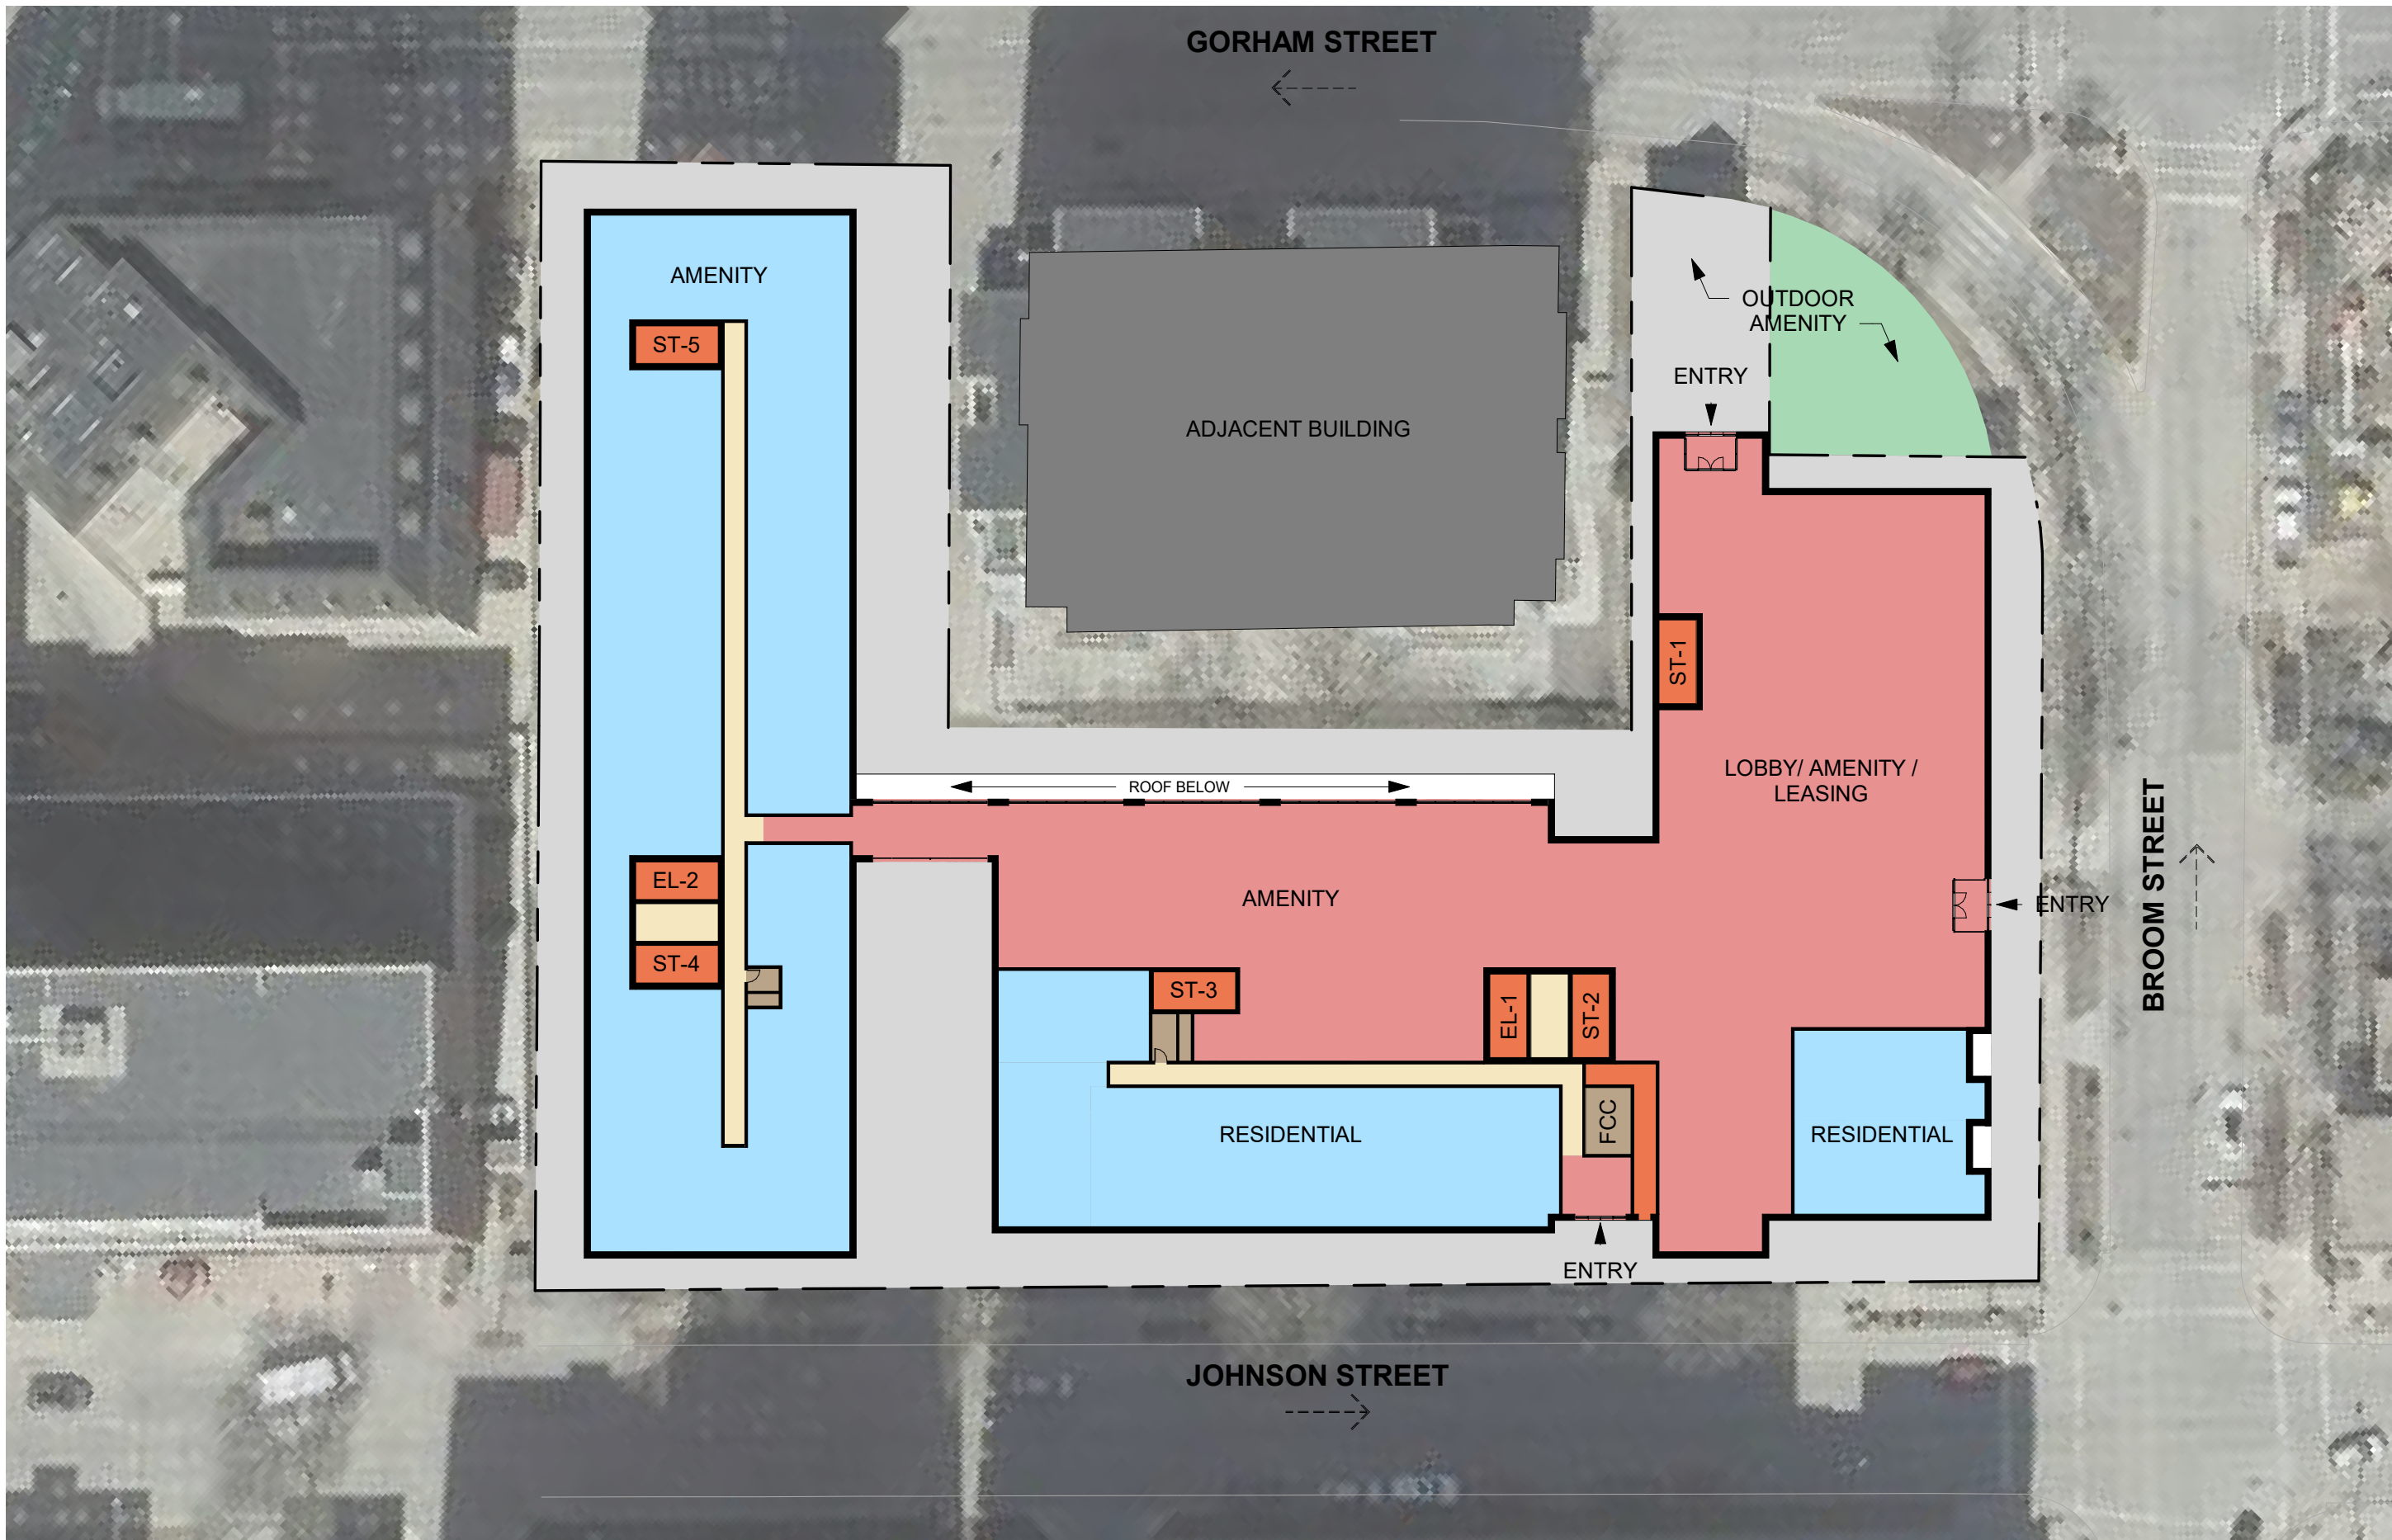 GORHAM STREET
AMENITY
OUTDOOR
AMENITY
ST-5
ENTRY
ADJACENT BUILDING
ST-1
LOBBY/ AMENITY /
LEASING
ROOF BELOW
EL-2
AMENITY
ENTRY
BROOM STREET
ST-4
ST-3
EL-1
ST-2
FCC
RESIDENTIAL
RESIDENTIAL
ENTRY
JOHNSON STREET